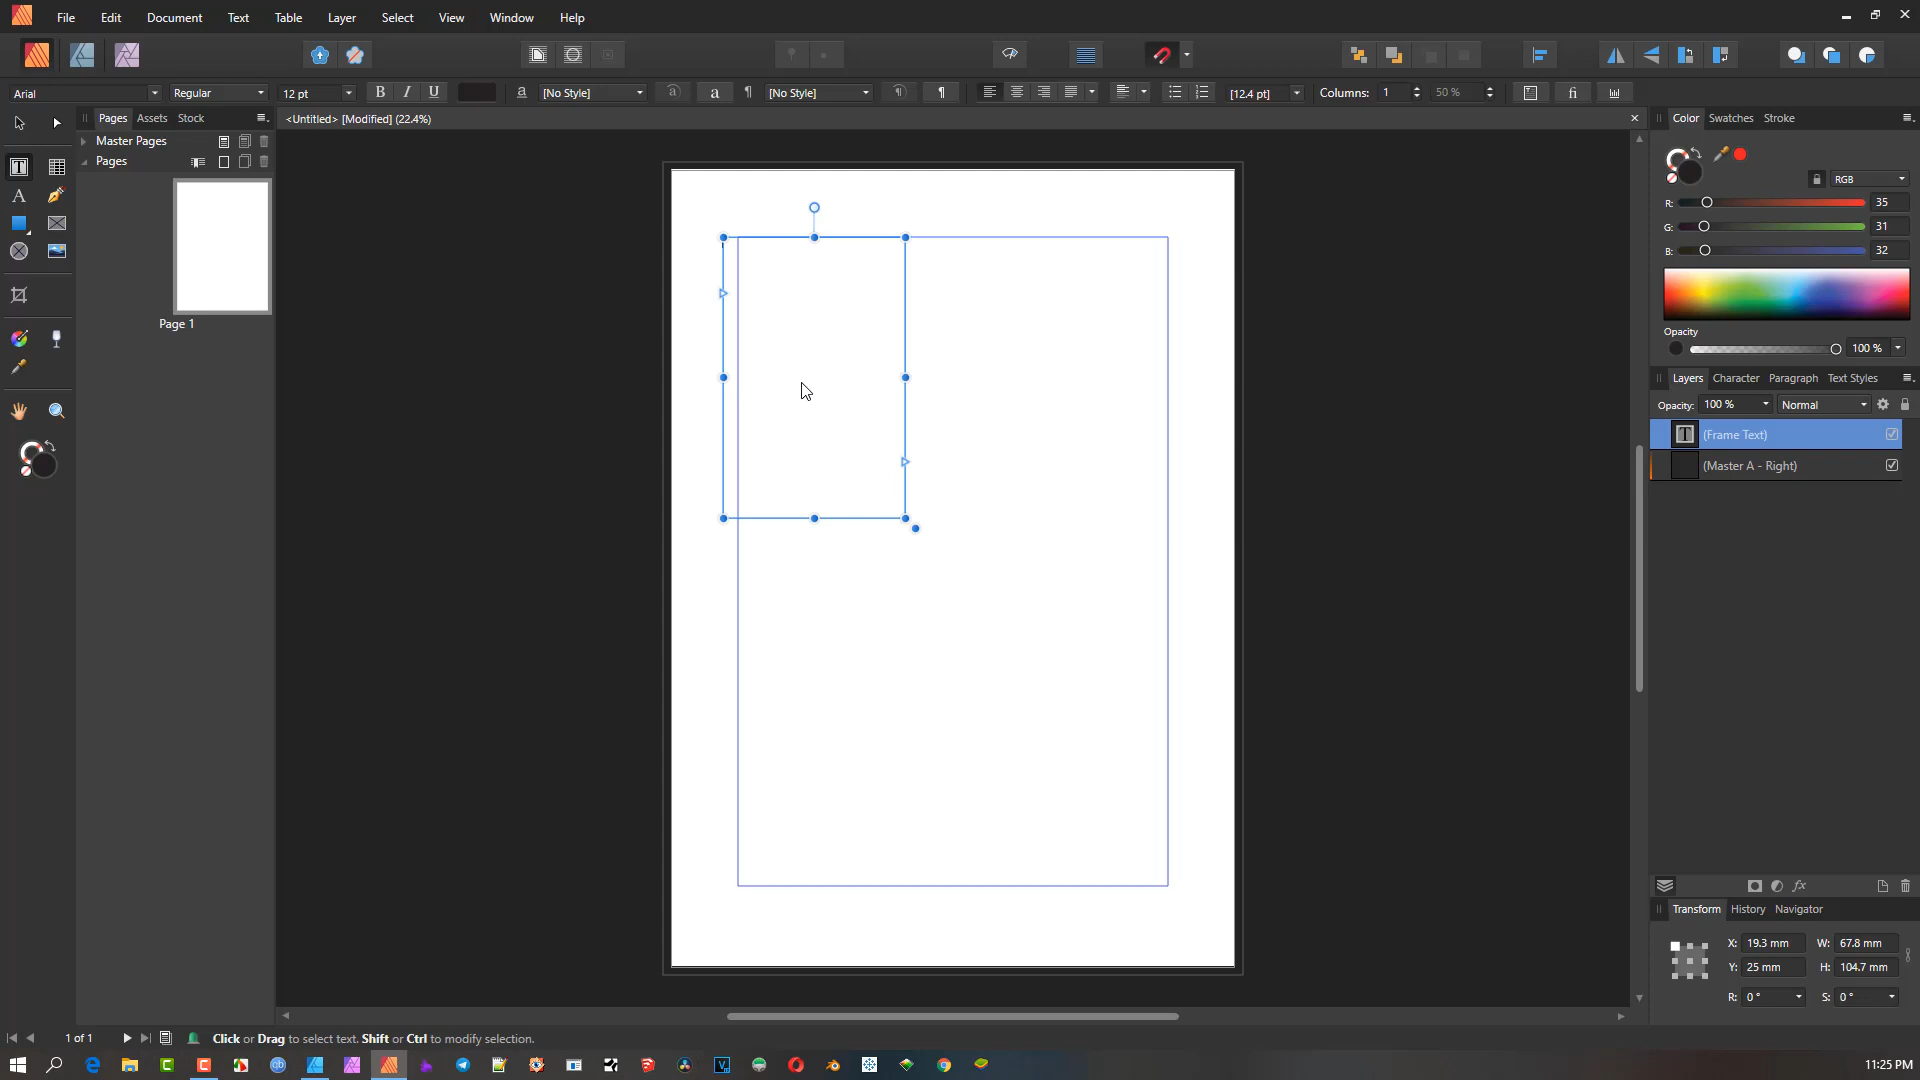 File Edit Document Text Table Layer Select View Window Help
Arial Regular 12 pt B I U a [No Style] a a ¶ [No Style] ¶ ¶ [12.4 pt] Columns: 1 50 % fi
Pages Assets Stock
<Untitled> [Modified] (22.4%)
Master Pages
Pages
Page 1
T
A
Color Swatches Stroke
RGB
R: 35
G: 31
B: 32
Opacity
100 %
Layers Character Paragraph Text Styles
Opacity: 100 % Normal
(Frame Text)
(Master A - Right)
fx
Transform History Navigator
X: 19.3 mm W: 67.8 mm
Y: 25 mm H: 104.7 mm
R: 0 ° S: 0 °
1 of 1 Click or Drag to select text. Shift or Ctrl to modify selection.
11:25 PM